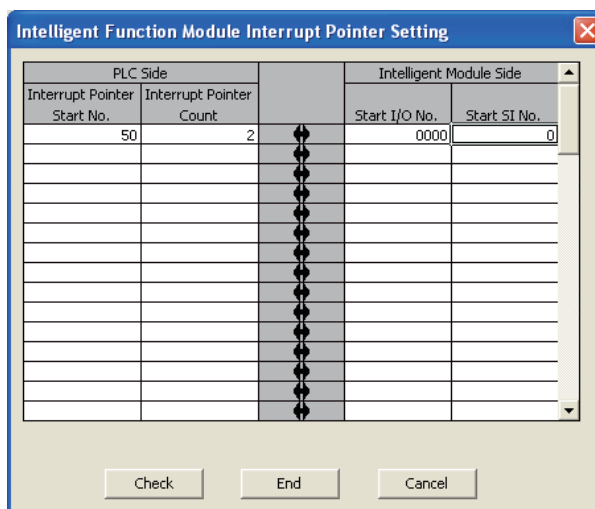 Intelligent Function Module Interrupt Pointer Setting
PLC Side Intelligent Module Side
Interrupt Pointer Interrupt Pointer
Start No. Count Start I/O No. Start SI No.
50 2 0000 0
Check End Cancel